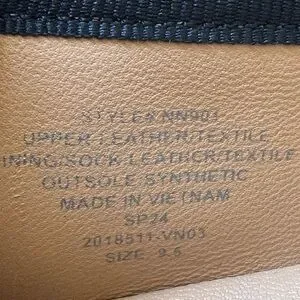 STYLE# NN901
UPPER LEATHER/TEXTILE
INING/SOCK LEATHER/TEXTILE
OUTSOLE SYNTHETIC
MADE IN VIETNAM
SP24
2018511-VN03
SIZE 9.5